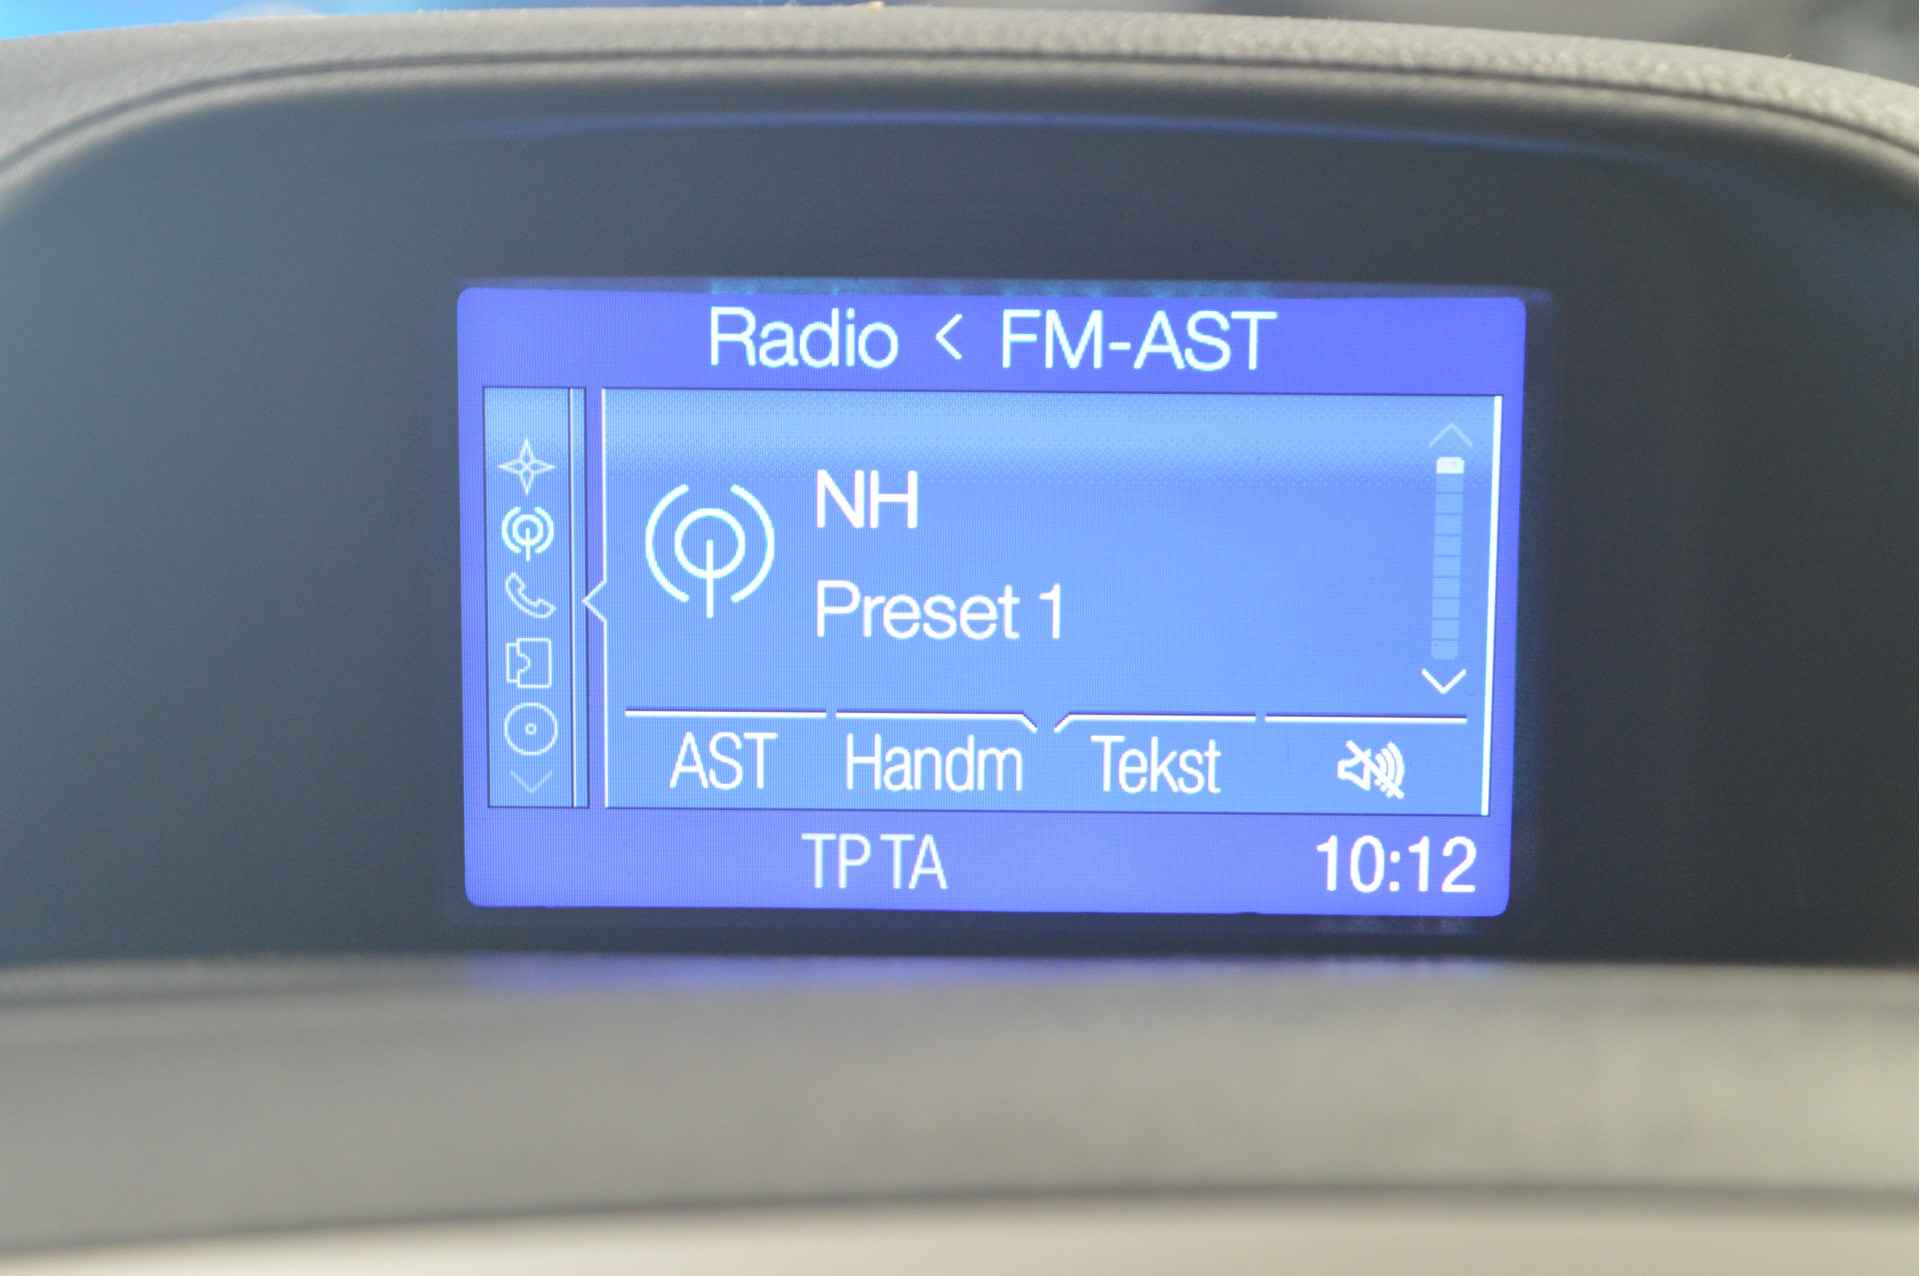 Radio < FM-AST
NH
Preset 1
AST Handm Tekst
TP TA 10:12